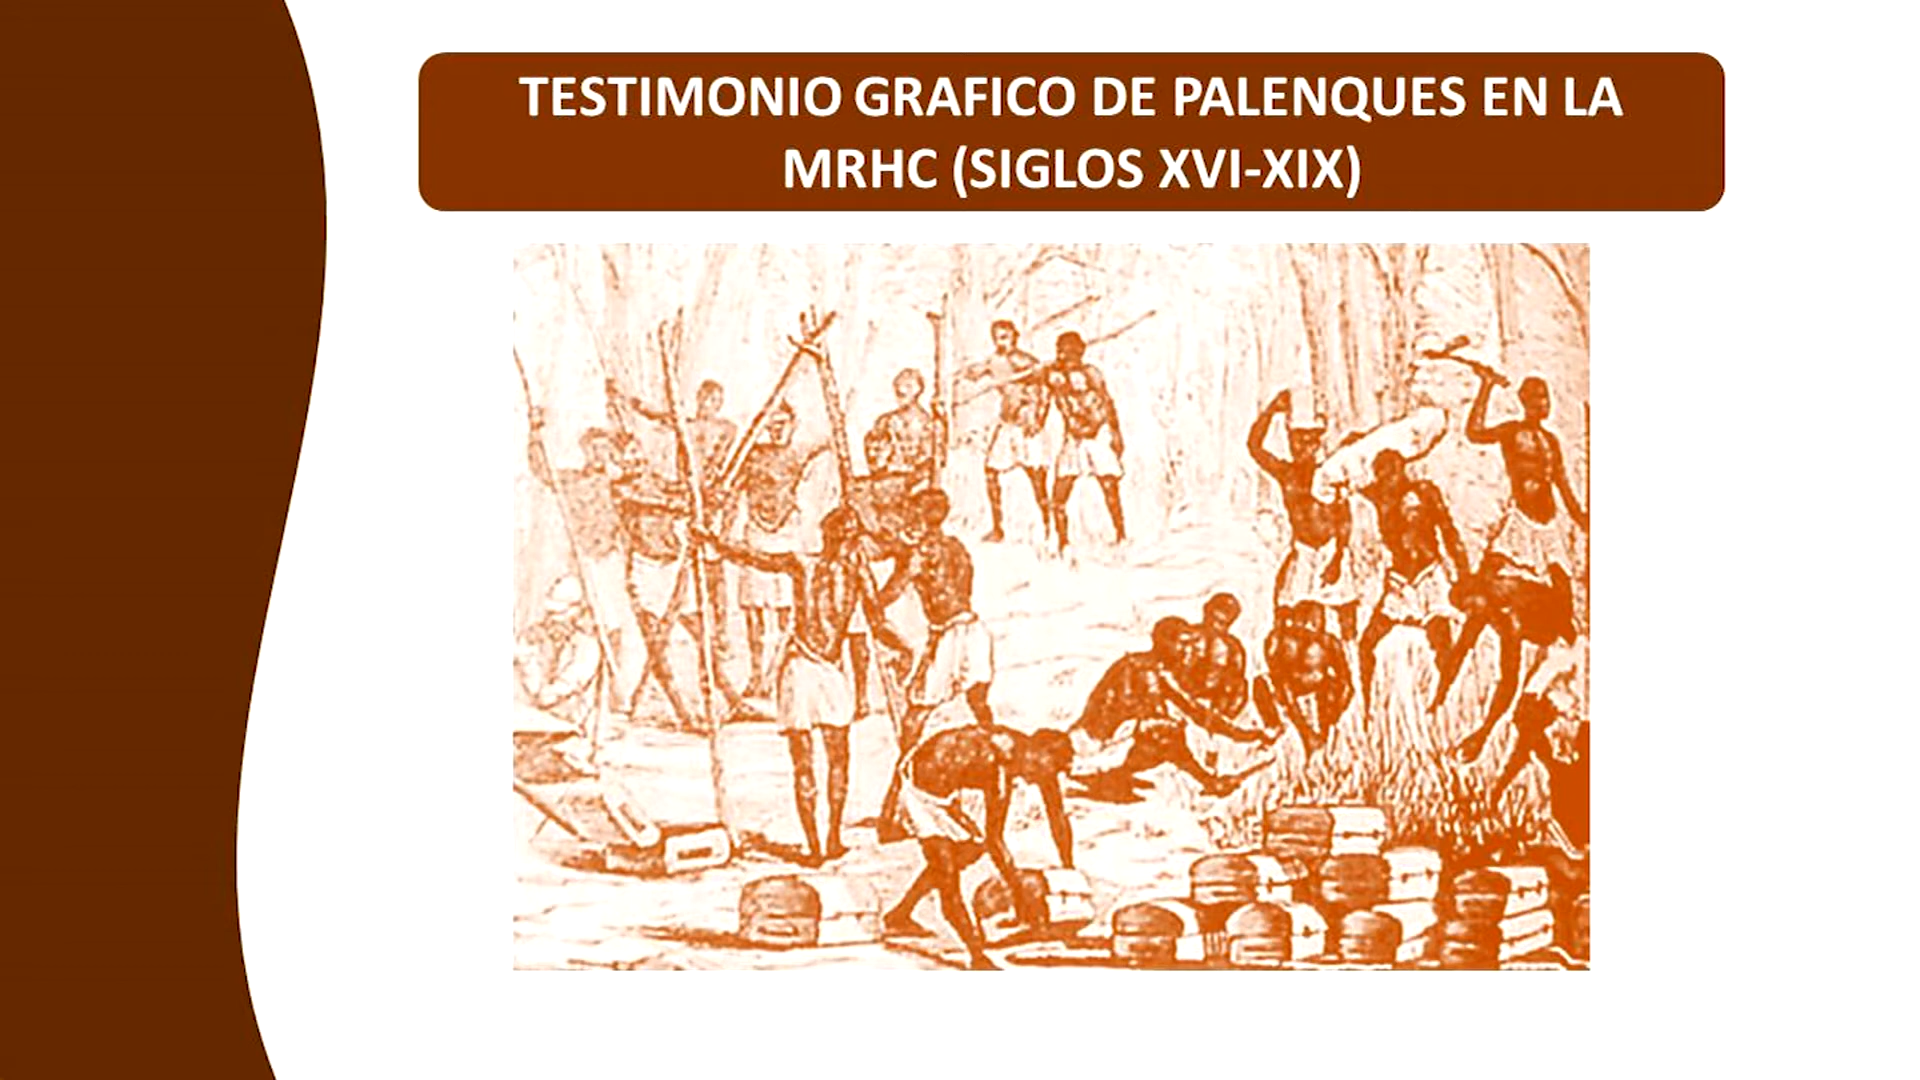 TESTIMONIO GRAFICO DE PALENQUES EN LA
MRHC (SIGLOS XVI-XIX)